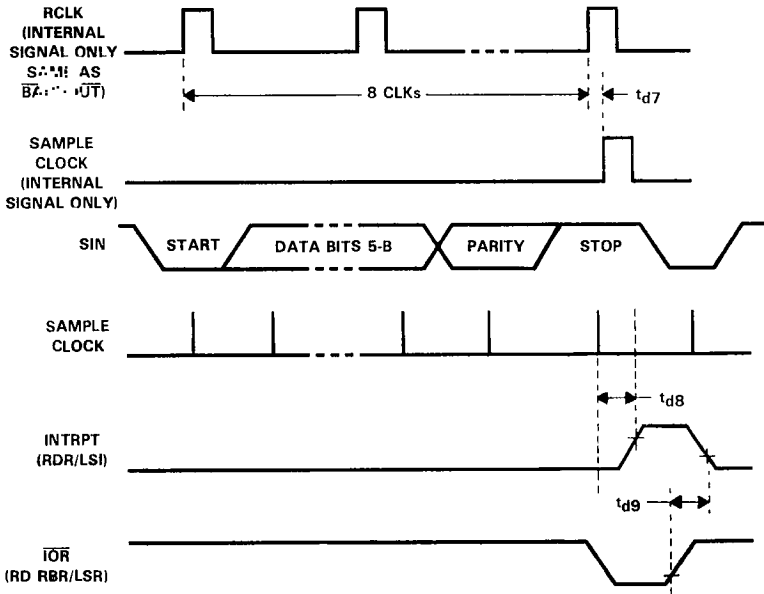 RCLK
(INTERNAL
SIGNAL ONLY
AS
8 CLKs
td7
SAMPLE
CLOCK
(INTERNAL
SIGNAL ONLY)
SIN
START
DATA BITS 5-8
PARITY
STOP
SAMPLE
CLOCK
td8
INTRPT
(RDR/LSI)
td9
IOR
(RD RBR/LSR)